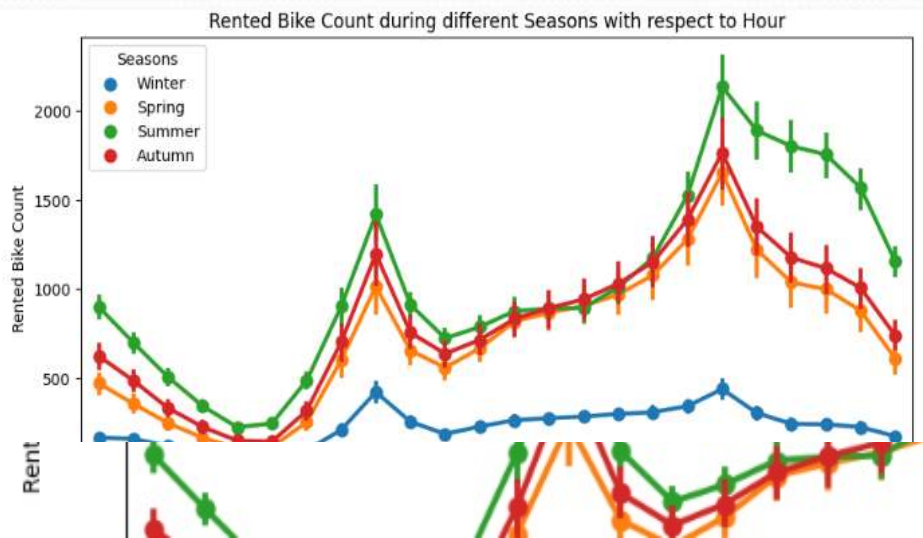 Rented Bike Count during different Seasons with respect to Hour
Seasons
Winter
Spring
Summer
Autumn
2000
1500
1000
500
Rented Bike Count
Rent